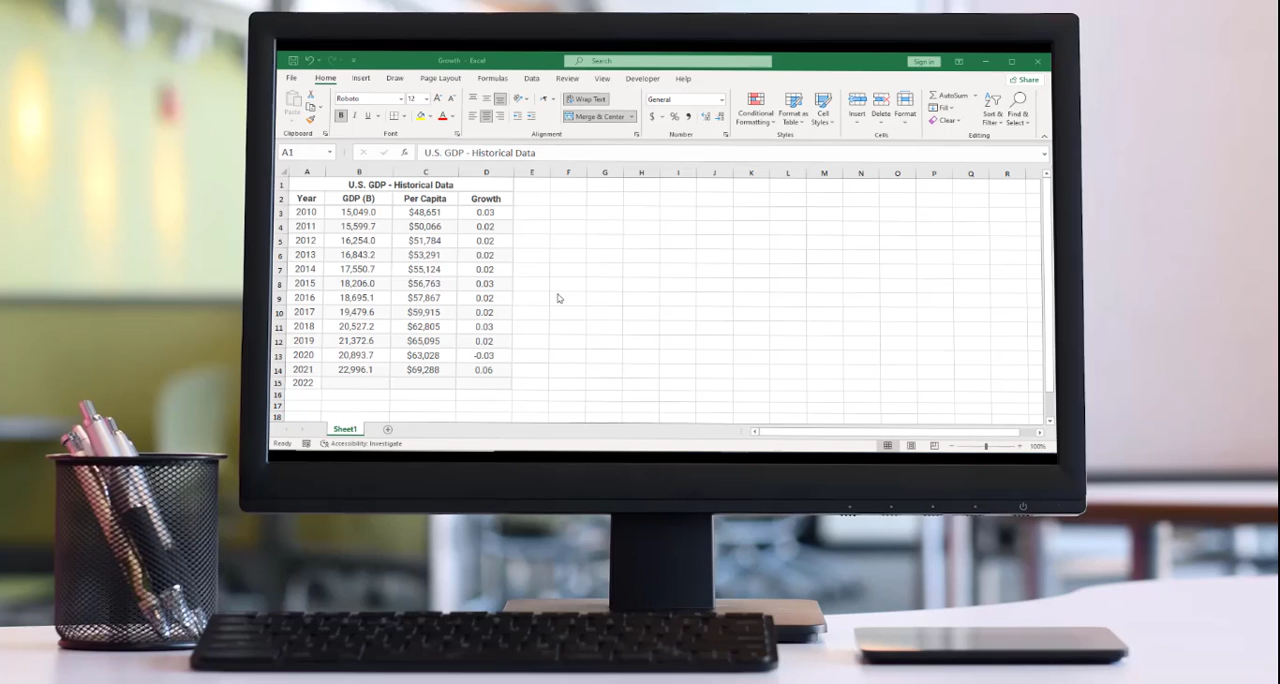 Growth - Excel
Search
Sign in
File Home Insert Draw Page Layout Formulas Data Review View Developer Help
Share
Paste
Clipboard
Roboto 12
B I U
Font
Wrap Text
Merge & Center
Alignment
General
$ % ,
Number
Conditional Formatting
Format as Table
Cell Styles
Styles
Insert
Delete
Format
Cells
AutoSum
Fill
Clear
Sort & Filter
Find & Select
Editing
A1 fx U.S. GDP - Historical Data
A B C D E F G H I J K L M N O P Q R
1 U.S. GDP - Historical Data
2 Year GDP (B) Per Capita Growth
3 2010 15,049.0 $48,651 0.03
4 2011 15,599.7 $50,066 0.02
5 2012 16,254.0 $51,784 0.02
6 2013 16,843.2 $53,291 0.02
7 2014 17,550.7 $55,124 0.02
8 2015 18,206.0 $56,763 0.03
9 2016 18,695.1 $57,867 0.02
10 2017 19,479.6 $59,915 0.02
11 2018 20,527.2 $62,805 0.03
12 2019 21,372.6 $65,095 0.02
13 2020 20,893.7 $63,028 -0.03
14 2021 22,996.1 $69,288 0.06
15 2022
16
17
18
Sheet1
Ready Accessibility: Investigate
100%